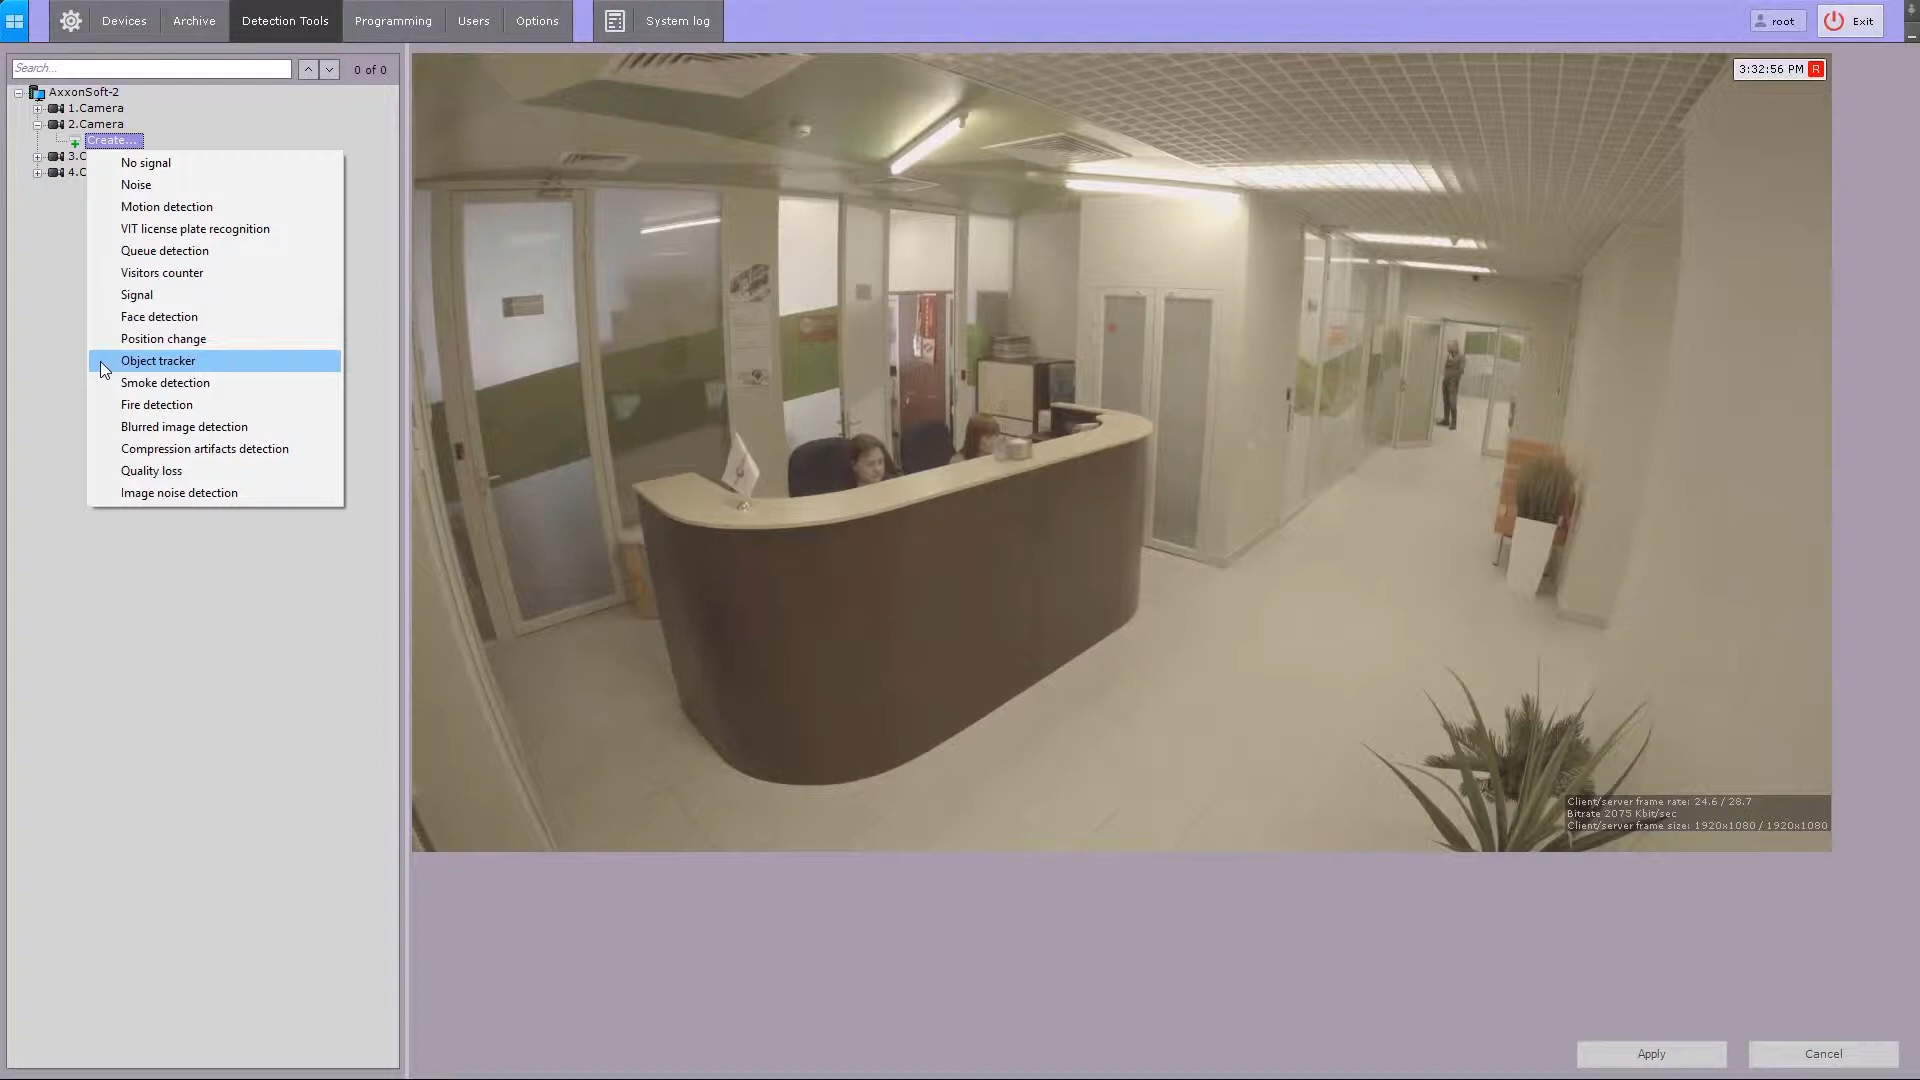 Devices
Archive
Detection Tools
Programming
Users
Options
System log
root
Exit
Search...
0 of 0
AxxonSoft-2
1.Camera
2.Camera
Create...
3.C
4.C
No signal
Noise
Motion detection
VIT license plate recognition
Queue detection
Visitors counter
Signal
Face detection
Position change
Object tracker
Smoke detection
Fire detection
Blurred image detection
Compression artifacts detection
Quality loss
Image noise detection
3:32:56 PM R
Client/server frame rate: 24.6 / 28.7
Bitrate 2075 Kbit/sec
Client/server frame size: 1920x1080 / 1920x1080
Apply
Cancel